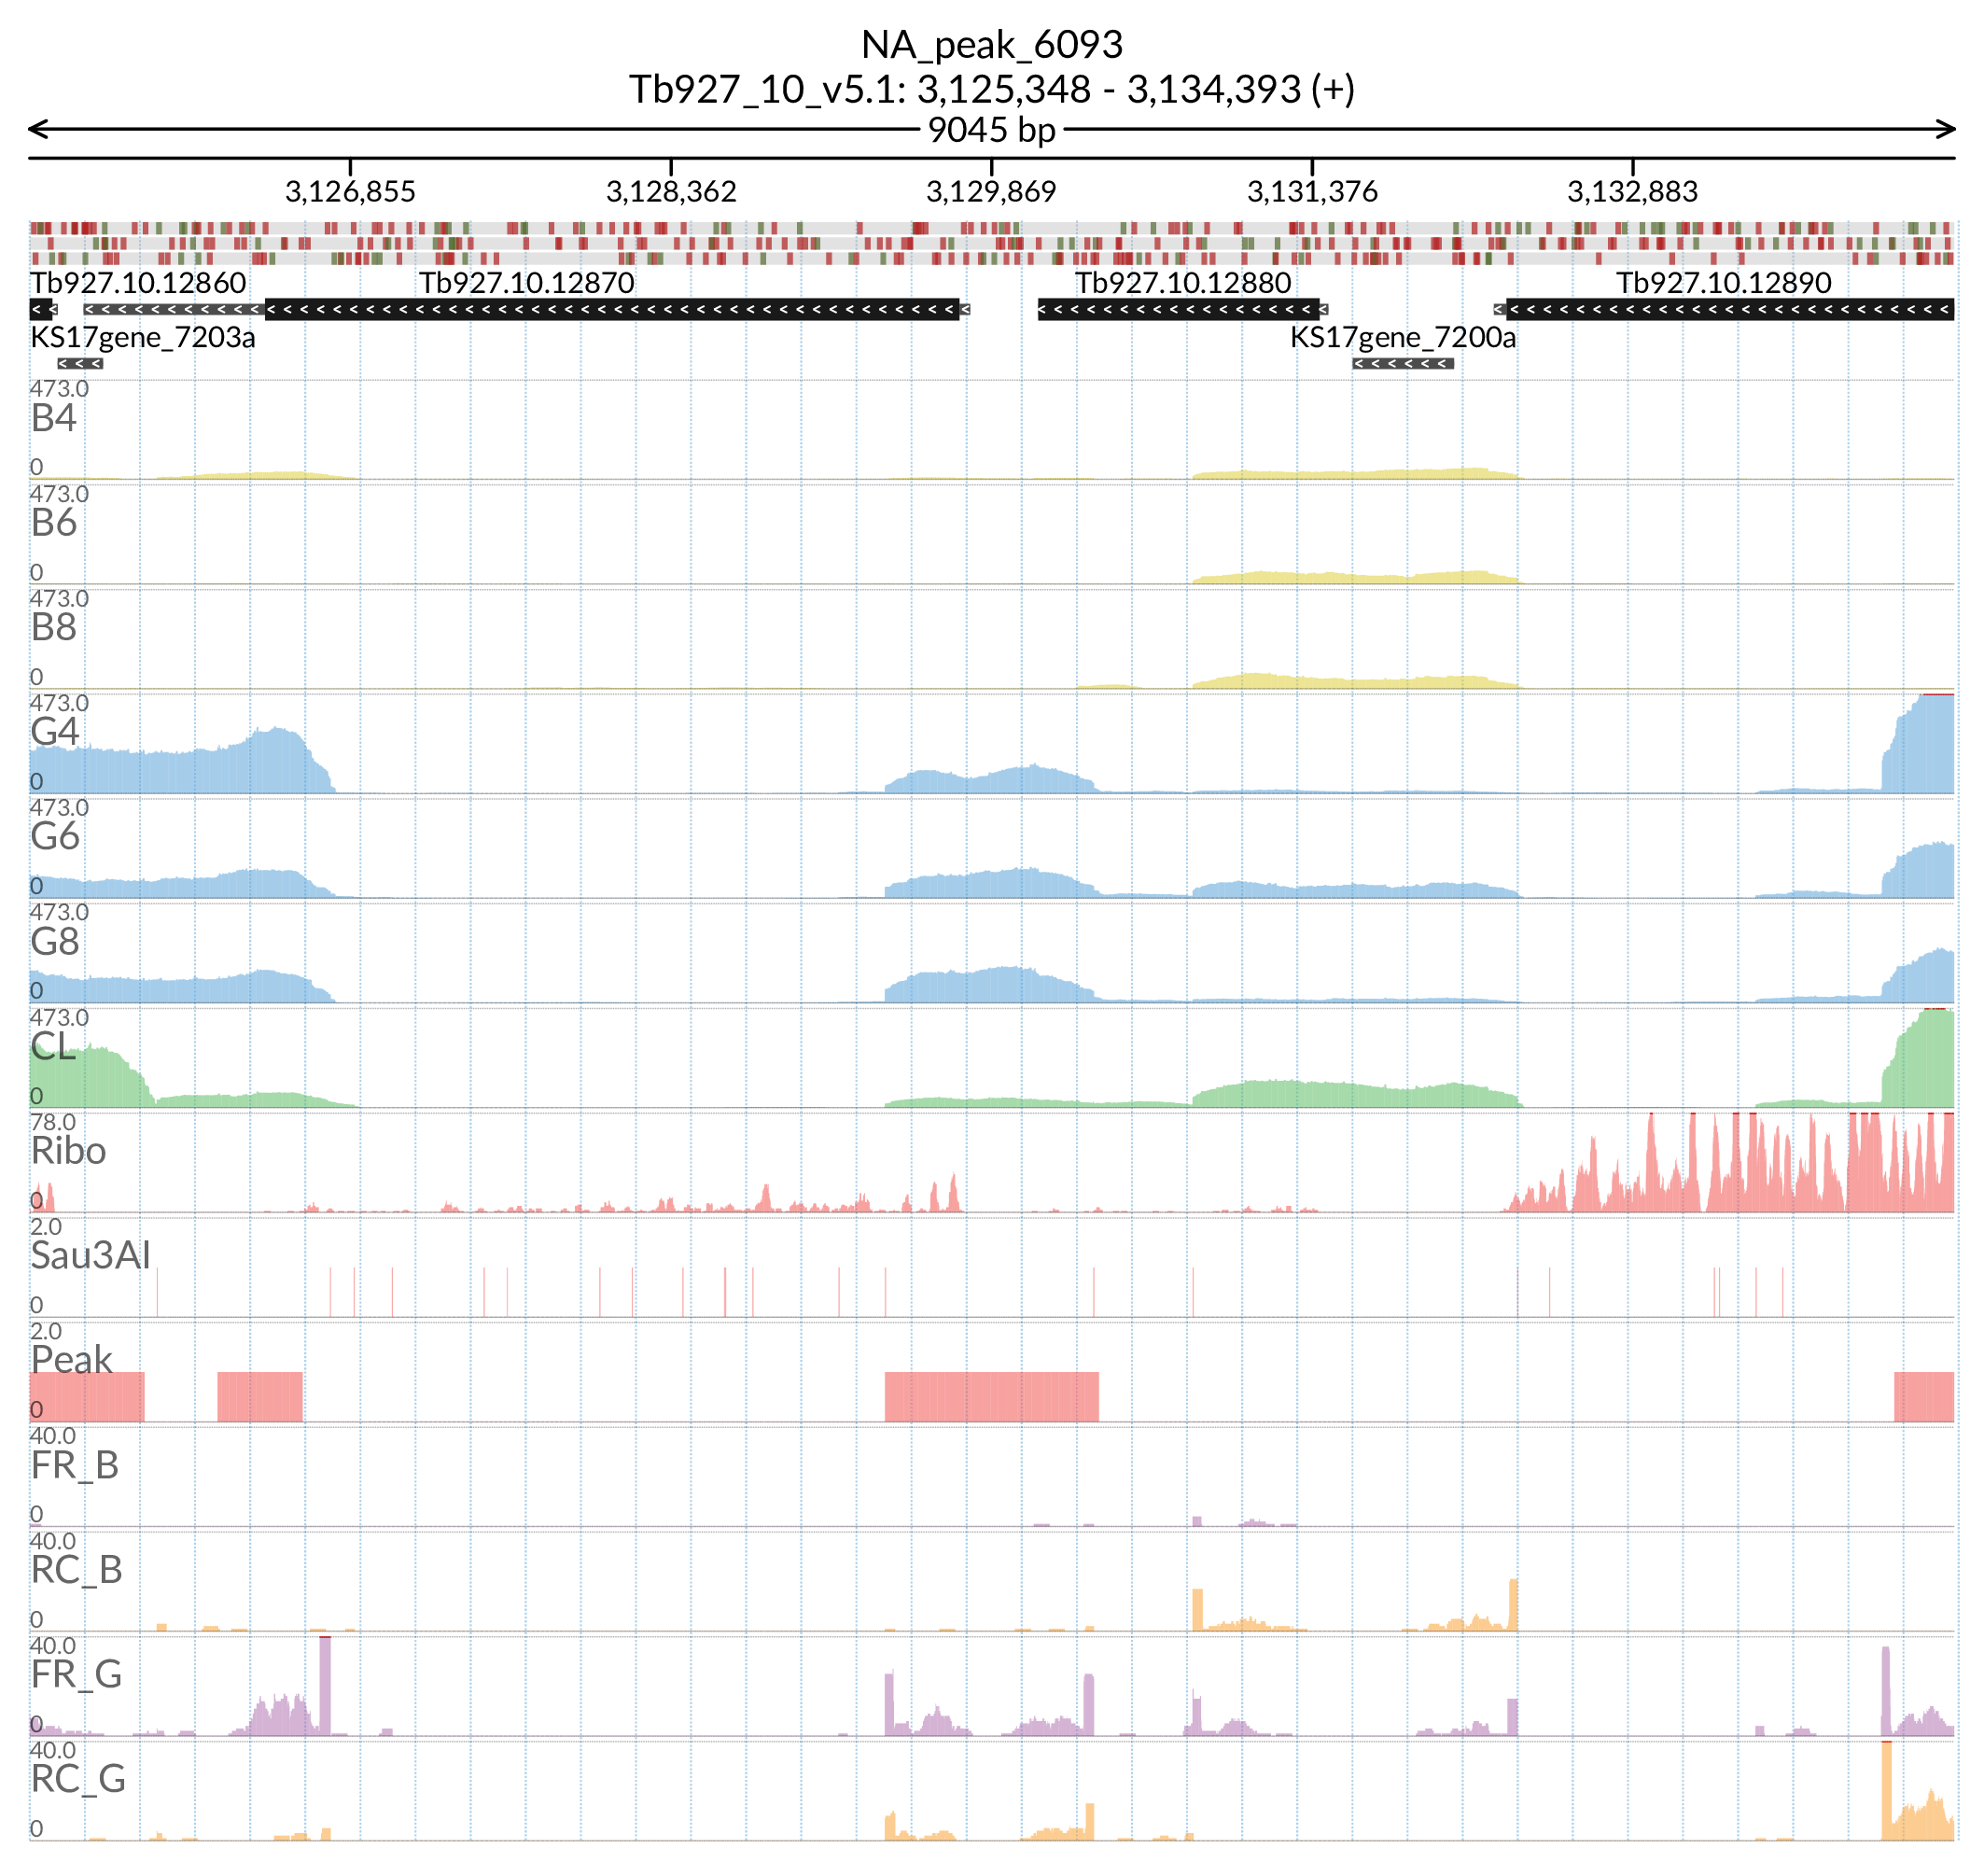 NA_peak_6093
Tb927_10_v5.1: 3,125,348 - 3,134,393 (+)
9045 bp
3,126,855 3,128,362 3,129,869 3,131,376 3,132,883
Tb927.10.12860 Tb927.10.12870 Tb927.10.12880 Tb927.10.12890
KS17gene_7203a KS17gene_7200a
473.0
B4
0
473.0
B6
0
473.0
B8
0
473.0
G4
0
473.0
G6
0
473.0
G8
0
473.0
CL
0
78.0
Ribo
0
2.0
Sau3AI
0
2.0
Peak
0
40.0
FR_B
0
40.0
RC_B
0
40.0
FR_G
0
40.0
RC_G
0